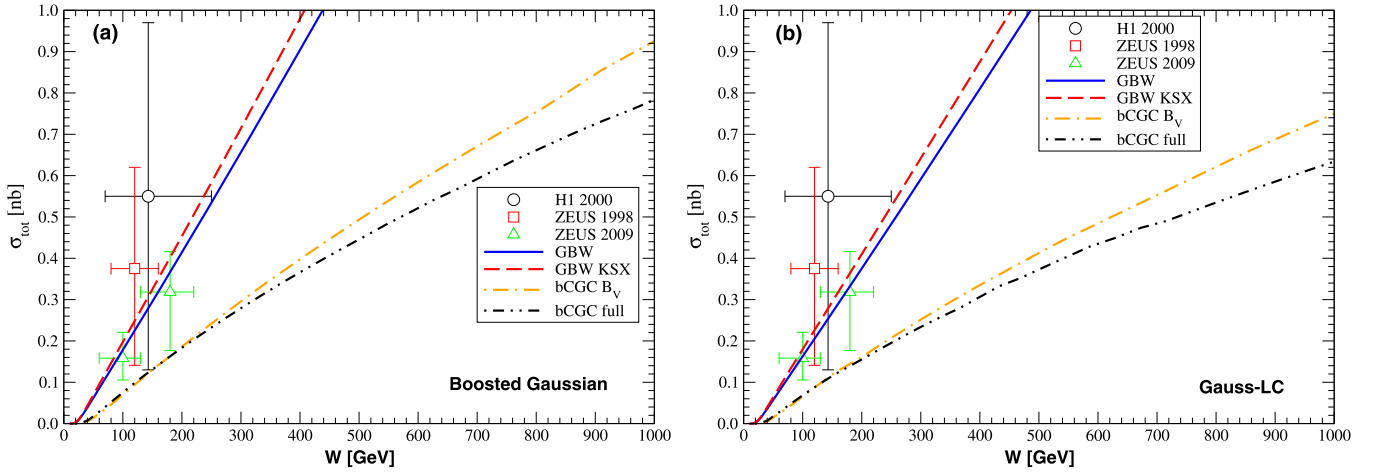 (a)
1.0
0.9
0.8
0.7
0.6
0.5
0.4
0.3
0.2
0.1
0.0
σtot [nb]
H1 2000
ZEUS 1998
ZEUS 2009
GBW
GBW KSX
bCGC BV
bCGC full
Boosted Gaussian
0 100 200 300 400 500 600 700 800 900 1000
W [GeV]
(b)
1.0
0.9
0.8
0.7
0.6
0.5
0.4
0.3
0.2
0.1
0.0
σtot [nb]
H1 2000
ZEUS 1998
ZEUS 2009
GBW
GBW KSX
bCGC BV
bCGC full
Gauss-LC
0 100 200 300 400 500 600 700 800 900 1000
W [GeV]